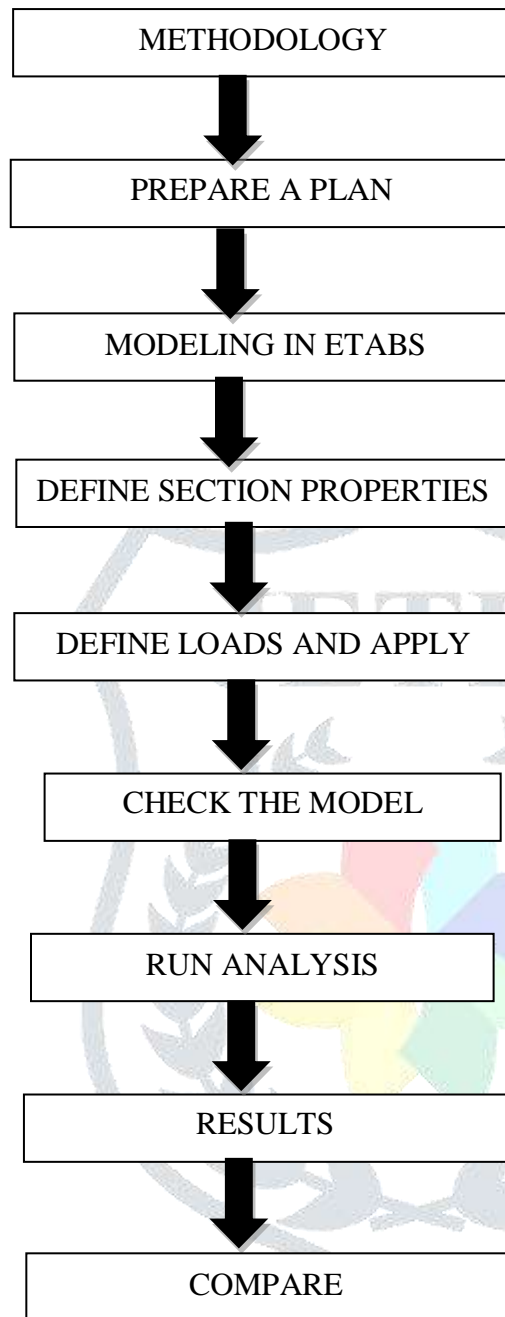 METHODOLOGY
PREPARE A PLAN
MODELING IN ETABS
DEFINE SECTION PROPERTIES
DEFINE LOADS AND APPLY
CHECK THE MODEL
RUN ANALYSIS
RESULTS
COMPARE